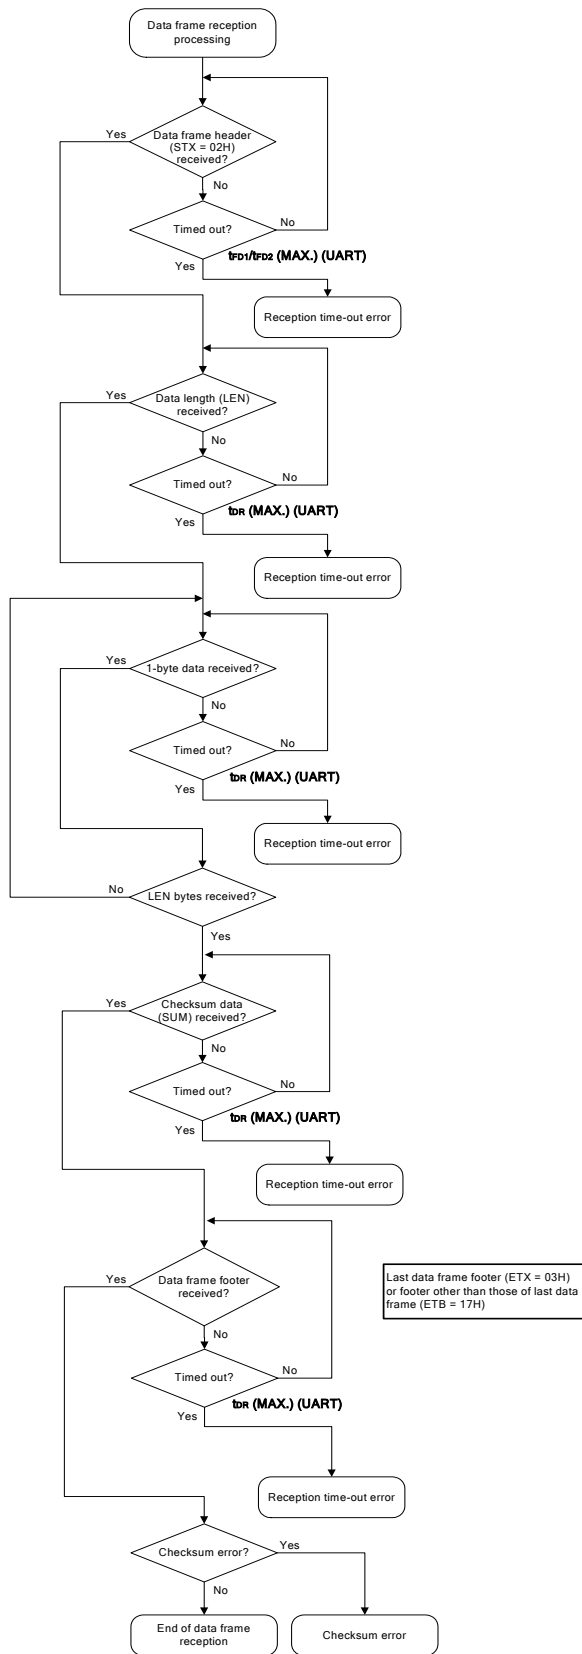 Data frame reception
processing
Yes
Data frame header
(STX = 02H)
received?
No
Timed out?
No
Yes
tFD1/tFD2 (MAX.) (UART)
Reception time-out error
Yes
Data length (LEN)
received?
No
Timed out?
No
Yes
tDR (MAX.) (UART)
Reception time-out error
Yes
1-byte data received?
No
Timed out?
No
Yes
tDR (MAX.) (UART)
Reception time-out error
No
LEN bytes received?
Yes
Yes
Checksum data
(SUM) received?
No
Timed out?
No
Yes
tDR (MAX.) (UART)
Reception time-out error
Yes
Data frame footer
received?
Last data frame footer (ETX = 03H)
or footer other than those of last data
frame (ETB = 17H)
No
Timed out?
No
Yes
tDR (MAX.) (UART)
Reception time-out error
Checksum error?
Yes
No
End of data frame
reception
Checksum error